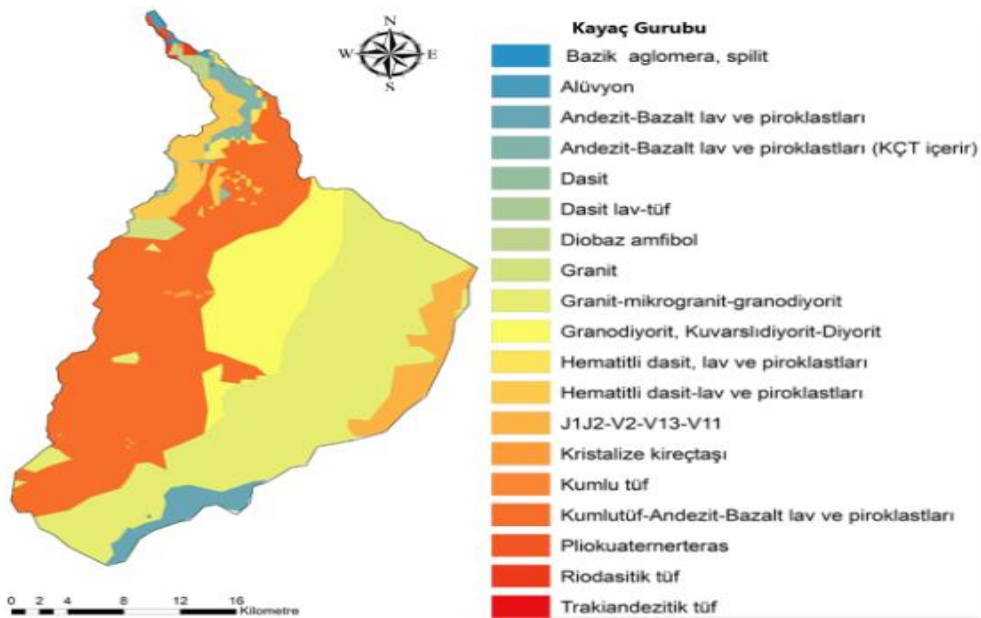 N
W E
S
Kayaç Gurubu
Bazik aglomera, spilit
Alüvyon
Andezit-Bazalt lav ve piroklastları
Andezit-Bazalt lav ve piroklastları (KÇT içerir)
Dasit
Dasit lav-tüf
Diobaz amfibol
Granit
Granit-mikrogranit-granodiyorit
Granodiyorit, Kuvarslıdiyorit-Diyorit
Hematitli dasit, lav ve piroklastları
Hematitli dasit-lav ve piroklastları
J1J2-V2-V13-V11
Kristalize kireçtaşı
Kumlu tüf
Kumlutüf-Andezit-Bazalt lav ve piroklastları
Pliokuaternerteras
Riodasitik tüf
Trakiandezitik tüf
0 2 4 8 12 16
Kilometre